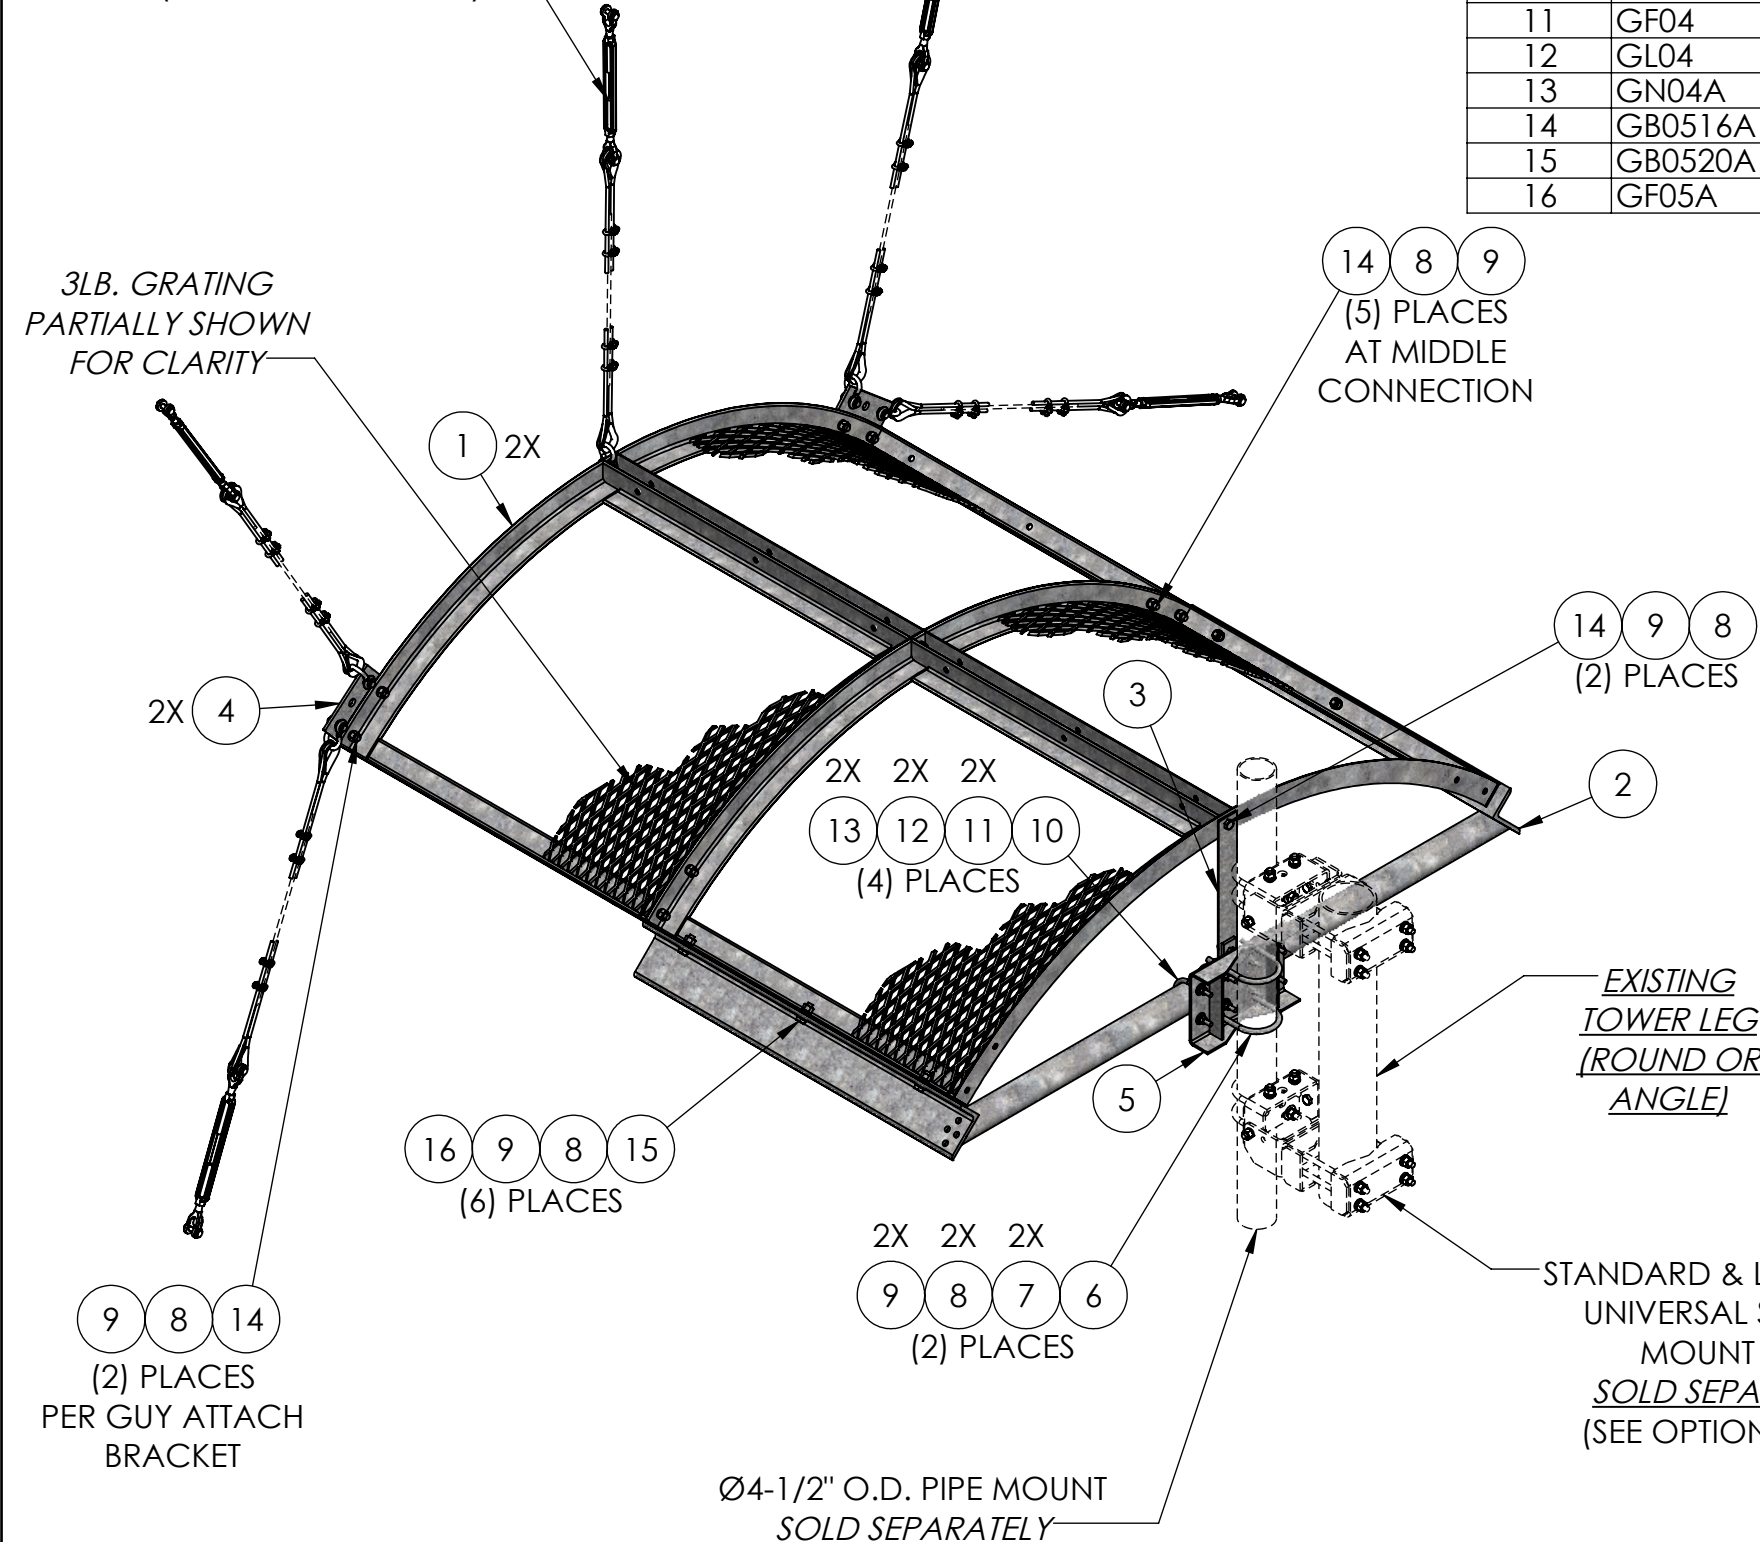 11 GF04
12 GL04
13 GN04A
14 GB0516A
15 GB0520A
16 GF05A
3LB. GRATING
PARTIALLY SHOWN
FOR CLARITY
14 8 9
(5) PLACES
AT MIDDLE
CONNECTION
1 2X
14 9 8
(2) PLACES
2X 4
3
2
2X 2X 2X
13 12 11 10
(4) PLACES
EXISTING
TOWER LEG
(ROUND OR
ANGLE)
5
16 9 8 15
(6) PLACES
2X 2X 2X
9 8 7 6
(2) PLACES
9 8 14
(2) PLACES
PER GUY ATTACH
BRACKET
STANDARD &
UNIVERSAL
MOUNT
SOLD
(SEE
Ø4-1/2" O.D. PIPE MOUNT
SOLD SEPARATELY